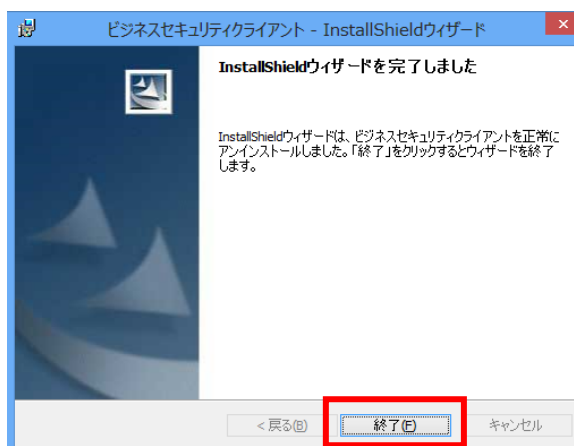 ビジネスセキュリティクライアント - InstallShieldウィザード
InstallShieldウィザードを完了しました
InstallShieldウィザードは、ビジネスセキュリティクライアントを正常に
アンインストールしました。「終了」をクリックするとウィザードを終了
します。
< 戻る(B) 終了(F) キャンセル